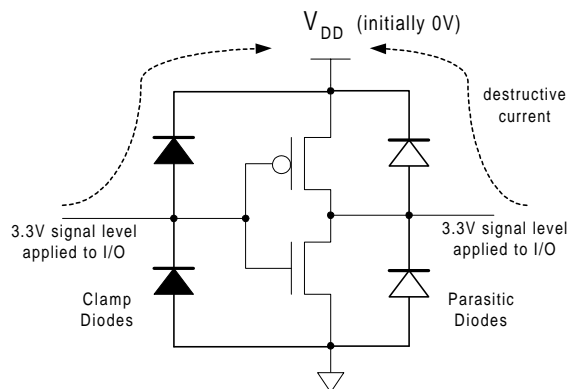 VDD (initially 0V)
destructive
current
3.3V signal level
applied to I/O
3.3V signal level
applied to I/O
Clamp
Diodes
Parasitic
Diodes